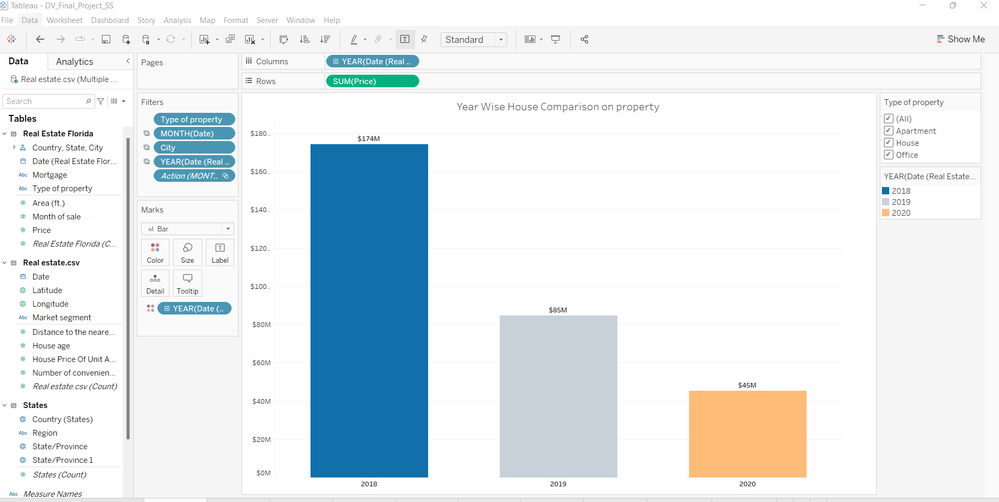 Tableau - DV_Final_Project_SS
File Data Worksheet Dashboard Story Analysis Map Format Server Window Help
Standard
Show Me
Data
Analytics
Real estate.csv (Multiple ...
Search
Tables
Real Estate Florida
Country, State, City
Date (Real Estate Flor...
Abc Mortgage
Abc Type of property
# Area (ft.)
# Month of sale
# Price
# Real Estate Florida (C...
Real estate.csv
Date
Latitude
Longitude
Abc Market segment
# Distance to the neare...
# House age
# House Price Of Unit A...
# Number of convenien...
# Real estate.csv (Count)
States
Country (States)
Abc Region
State/Province
State/Province 1
# States (Count)
Abc Measure Names
Pages
Filters
Type of property
MONTH(Date)
City
YEAR(Date (Real ..
Action (MONT..
Marks
Bar
Color
Size
T
Label
Detail
Tooltip
YEAR(Date (..
Columns
YEAR(Date (Real ..
Rows
SUM(Price)
Year Wise House Comparison on property
$180..
$160..
$140..
$120..
$100..
$80M
$60M
$40M
$20M
$0M
$174M
$85M
$45M
2018
2019
2020
Type of property
(All)
Apartment
House
Office
YEAR(Date (Real Estate...
2018
2019
2020